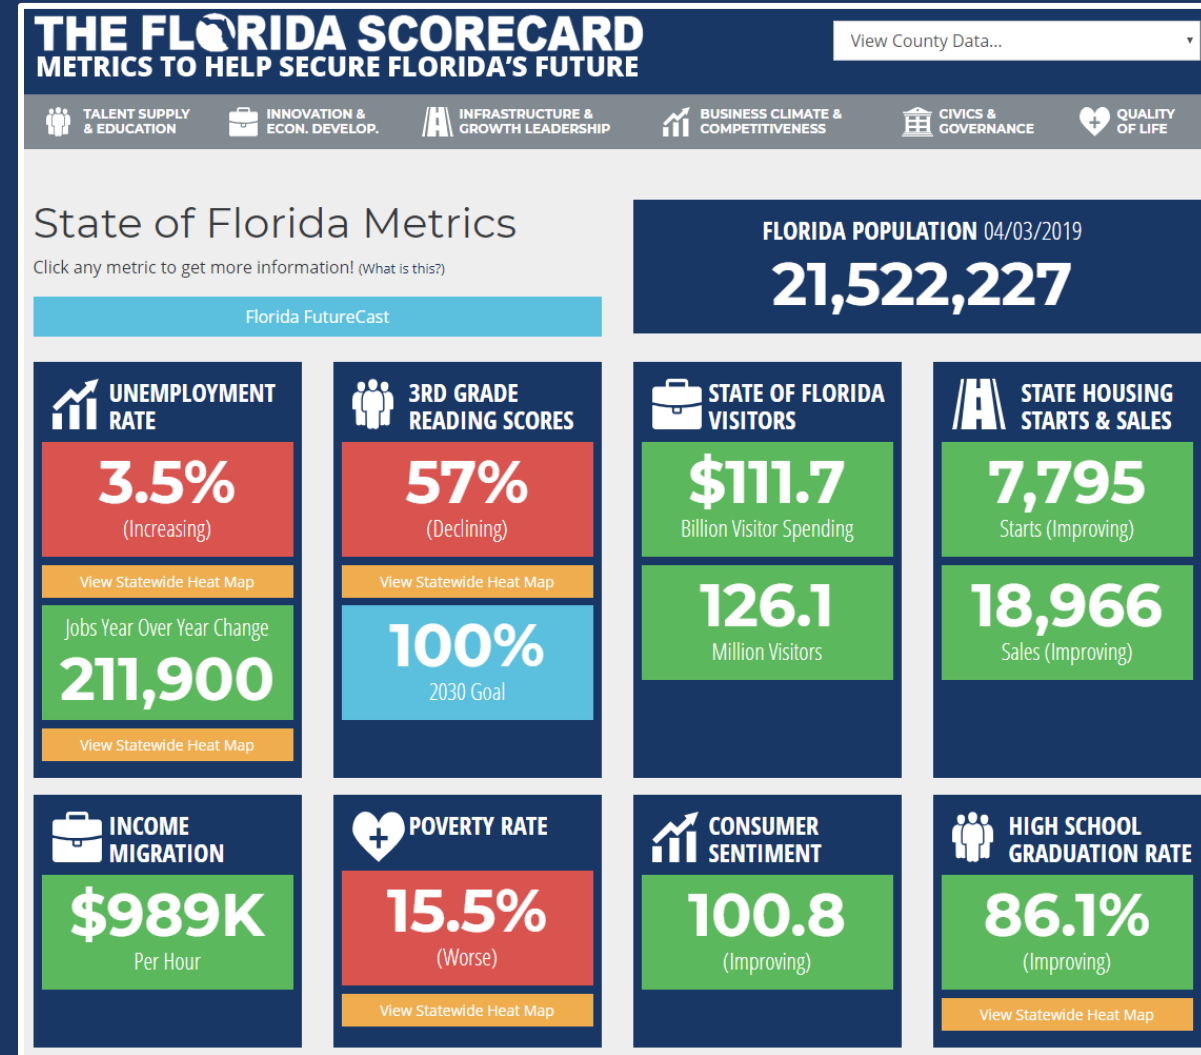 THE FLORIDA SCORECARD
METRICS TO HELP SECURE FLORIDA'S FUTURE
View County Data...
TALENT SUPPLY
& EDUCATION
INNOVATION &
ECON. DEVELOP.
INFRASTRUCTURE &
GROWTH LEADERSHIP
BUSINESS CLIMATE &
COMPETITIVENESS
CIVICS &
GOVERNANCE
QUALITY
OF LIFE
State of Florida Metrics
Click any metric to get more information! (What is this?)
Florida FutureCast
FLORIDA POPULATION 04/03/2019
21,522,227
UNEMPLOYMENT
RATE
3.5%
(Increasing)
View Statewide Heat Map
Jobs Year Over Year Change
211,900
View Statewide Heat Map
3RD GRADE
READING SCORES
57%
(Declining)
View Statewide Heat Map
100%
2030 Goal
STATE OF FLORIDA
VISITORS
$111.7
Billion Visitor Spending
126.1
Million Visitors
STATE HOUSING
STARTS & SALES
7,795
Starts (Improving)
18,966
Sales (Improving)
INCOME
MIGRATION
$989K
Per Hour
POVERTY RATE
15.5%
(Worse)
View Statewide Heat Map
CONSUMER
SENTIMENT
100.8
(Improving)
HIGH SCHOOL
GRADUATION RATE
86.1%
(Improving)
View Statewide Heat Map